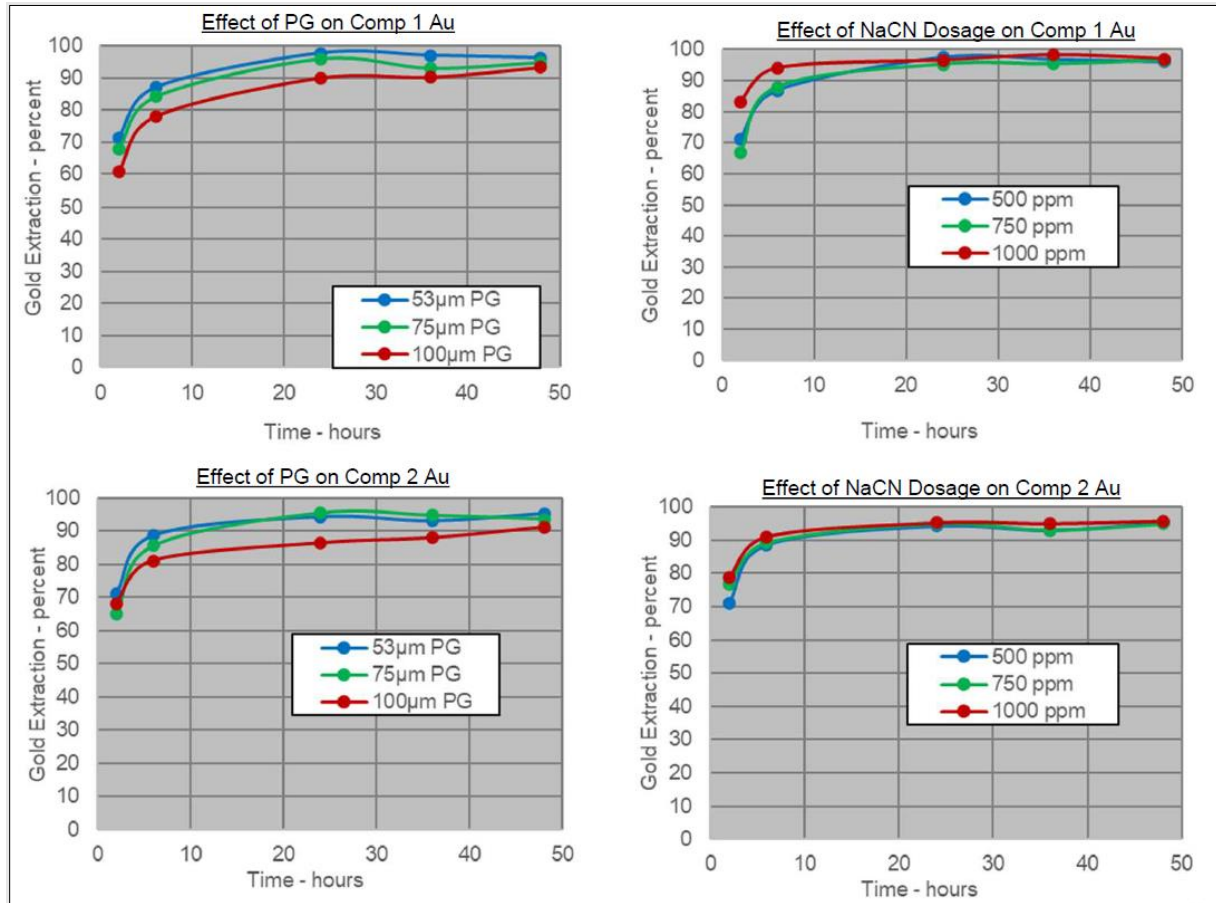 Effect of PG on Comp 1 Au
100
90
80
70
60
50
40
30
20
10
0
Gold Extraction - percent
53µm PG
75µm PG
100µm PG
0 10 20 30 40 50
Time - hours
Effect of NaCN Dosage on Comp 1 Au
100
90
80
70
60
50
40
30
20
10
0
Gold Extraction - percent
500 ppm
750 ppm
1000 ppm
0 10 20 30 40 50
Time - hours
Effect of PG on Comp 2 Au
100
90
80
70
60
50
40
30
20
10
0
Gold Extraction - percent
53µm PG
75µm PG
100µm PG
0 10 20 30 40 50
Time - hours
Effect of NaCN Dosage on Comp 2 Au
100
90
80
70
60
50
40
30
20
10
0
Gold Extraction - percent
500 ppm
750 ppm
1000 ppm
0 10 20 30 40 50
Time - hours